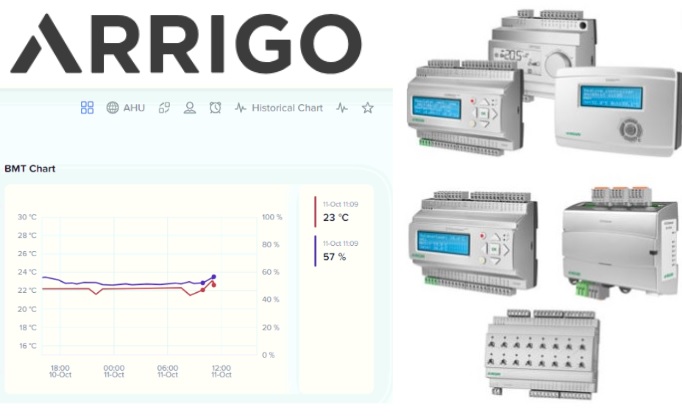 ARRIGO
AHU
Historical Chart
BMT Chart
30 °C
28 °C
26 °C
24 °C
22 °C
20 °C
18 °C
16 °C
100 %
80 %
60 %
40 %
20 %
0 %
18:00
10-Oct
00:00
11-Oct
06:00
11-Oct
12:00
11-Oct
11-Oct 11:09
23 °C
11-Oct 11:09
57 %